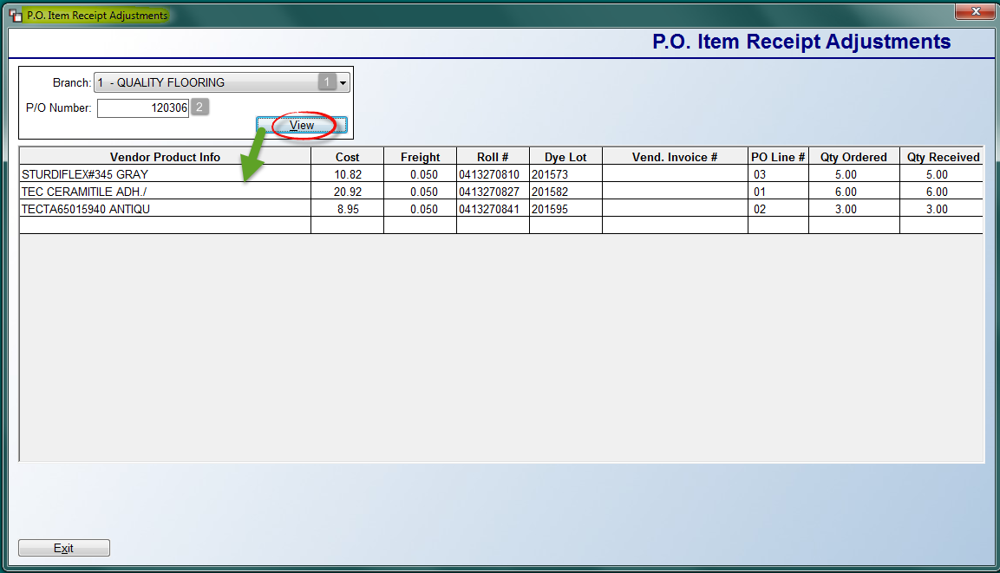 P.O. Item Receipt Adjustments
P.O. Item Receipt Adjustments
Branch: 1 - QUALITY FLOORING 1
P/O Number: 120306 2
View
Vendor Product Info Cost Freight Roll # Dye Lot Vend. Invoice # PO Line # Qty Ordered Qty Received
STURDIFLEX#345 GRAY 10.82 0.050 0413270810 201573 03 5.00 5.00
TEC CERAMITILE ADH./ 20.92 0.050 0413270827 201582 01 6.00 6.00
TECTA65015940 ANTIQU 8.95 0.050 0413270841 201595 02 3.00 3.00
Exit